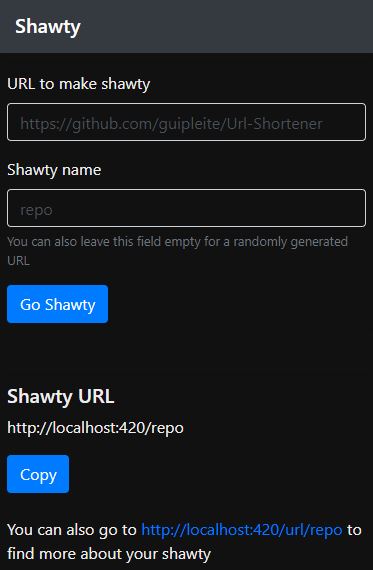 Shawty
URL to make shawty
https://github.com/guipleite/Url-Shortener
Shawty name
repo
You can also leave this field empty for a randomly generated
URL
Go Shawty
Shawty URL
http://localhost:420/repo
Copy
You can also go to http://localhost:420/url/repo to
find more about your shawty